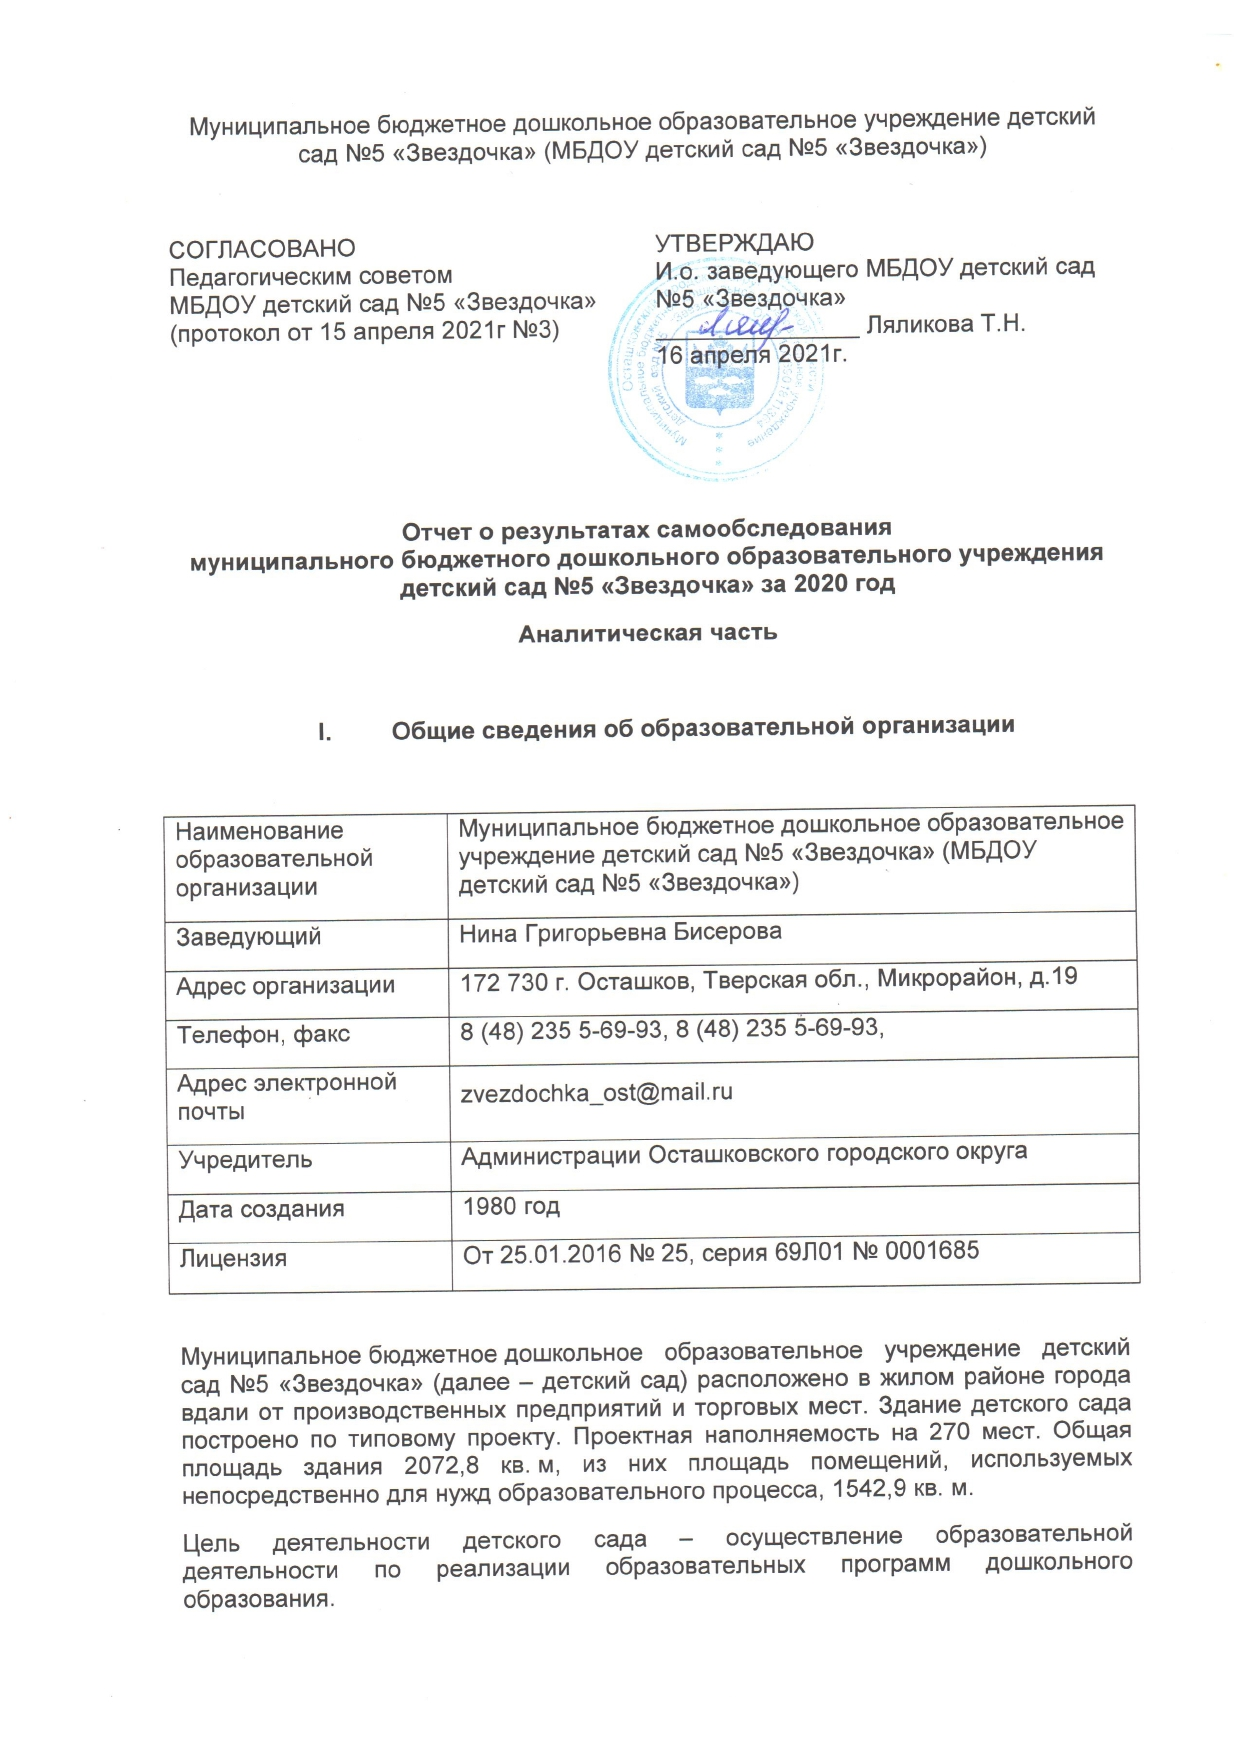 Муниципальное бюджетное дошкольное образовательное учреждение детский
сад №5 «Звездочка» (МБДОУ детский сад №5 «Звездочка»)
СОГЛАСОВАНО
Педагогическим советом
МБДОУ детский сад №5 «Звездочка»
(протокол от 15 апреля 2021г №3)
УТВЕРЖДАЮ
И.о. заведующего МБДОУ детский сад
№5 «Звездочка»
_______________ Ляликова Т.Н.
16 апреля 2021г.
Отчет о результатах самообследования
муниципального бюджетного дошкольного образовательного учреждения
детский сад №5 «Звездочка» за 2020 год
Аналитическая часть
I. Общие сведения об образовательной организации
Наименование
образовательной
организации
Муниципальное бюджетное дошкольное образовательное
учреждение детский сад №5 «Звездочка» (МБДОУ
детский сад №5 «Звездочка»)
Заведующий
Нина Григорьевна Бисерова
Адрес организации
172 730 г. Осташков, Тверская обл., Микрорайон, д.19
Телефон, факс
8 (48) 235 5-69-93, 8 (48) 235 5-69-93,
Адрес электронной
почты
zvezdochka_ost@mail.ru
Учредитель
Администрации Осташковского городского округа
Дата создания
1980 год
Лицензия
От 25.01.2016 № 25, серия 69Л01 № 0001685
Муниципальное бюджетное дошкольное образовательное учреждение детский
сад №5 «Звездочка» (далее – детский сад) расположено в жилом районе города
вдали от производственных предприятий и торговых мест. Здание детского сада
построено по типовому проекту. Проектная наполняемость на 270 мест. Общая
площадь здания 2072,8 кв. м, из них площадь помещений, используемых
непосредственно для нужд образовательного процесса, 1542,9 кв. м.
Цель деятельности детского сада – осуществление образовательной
деятельности по реализации образовательных программ дошкольного
образования.